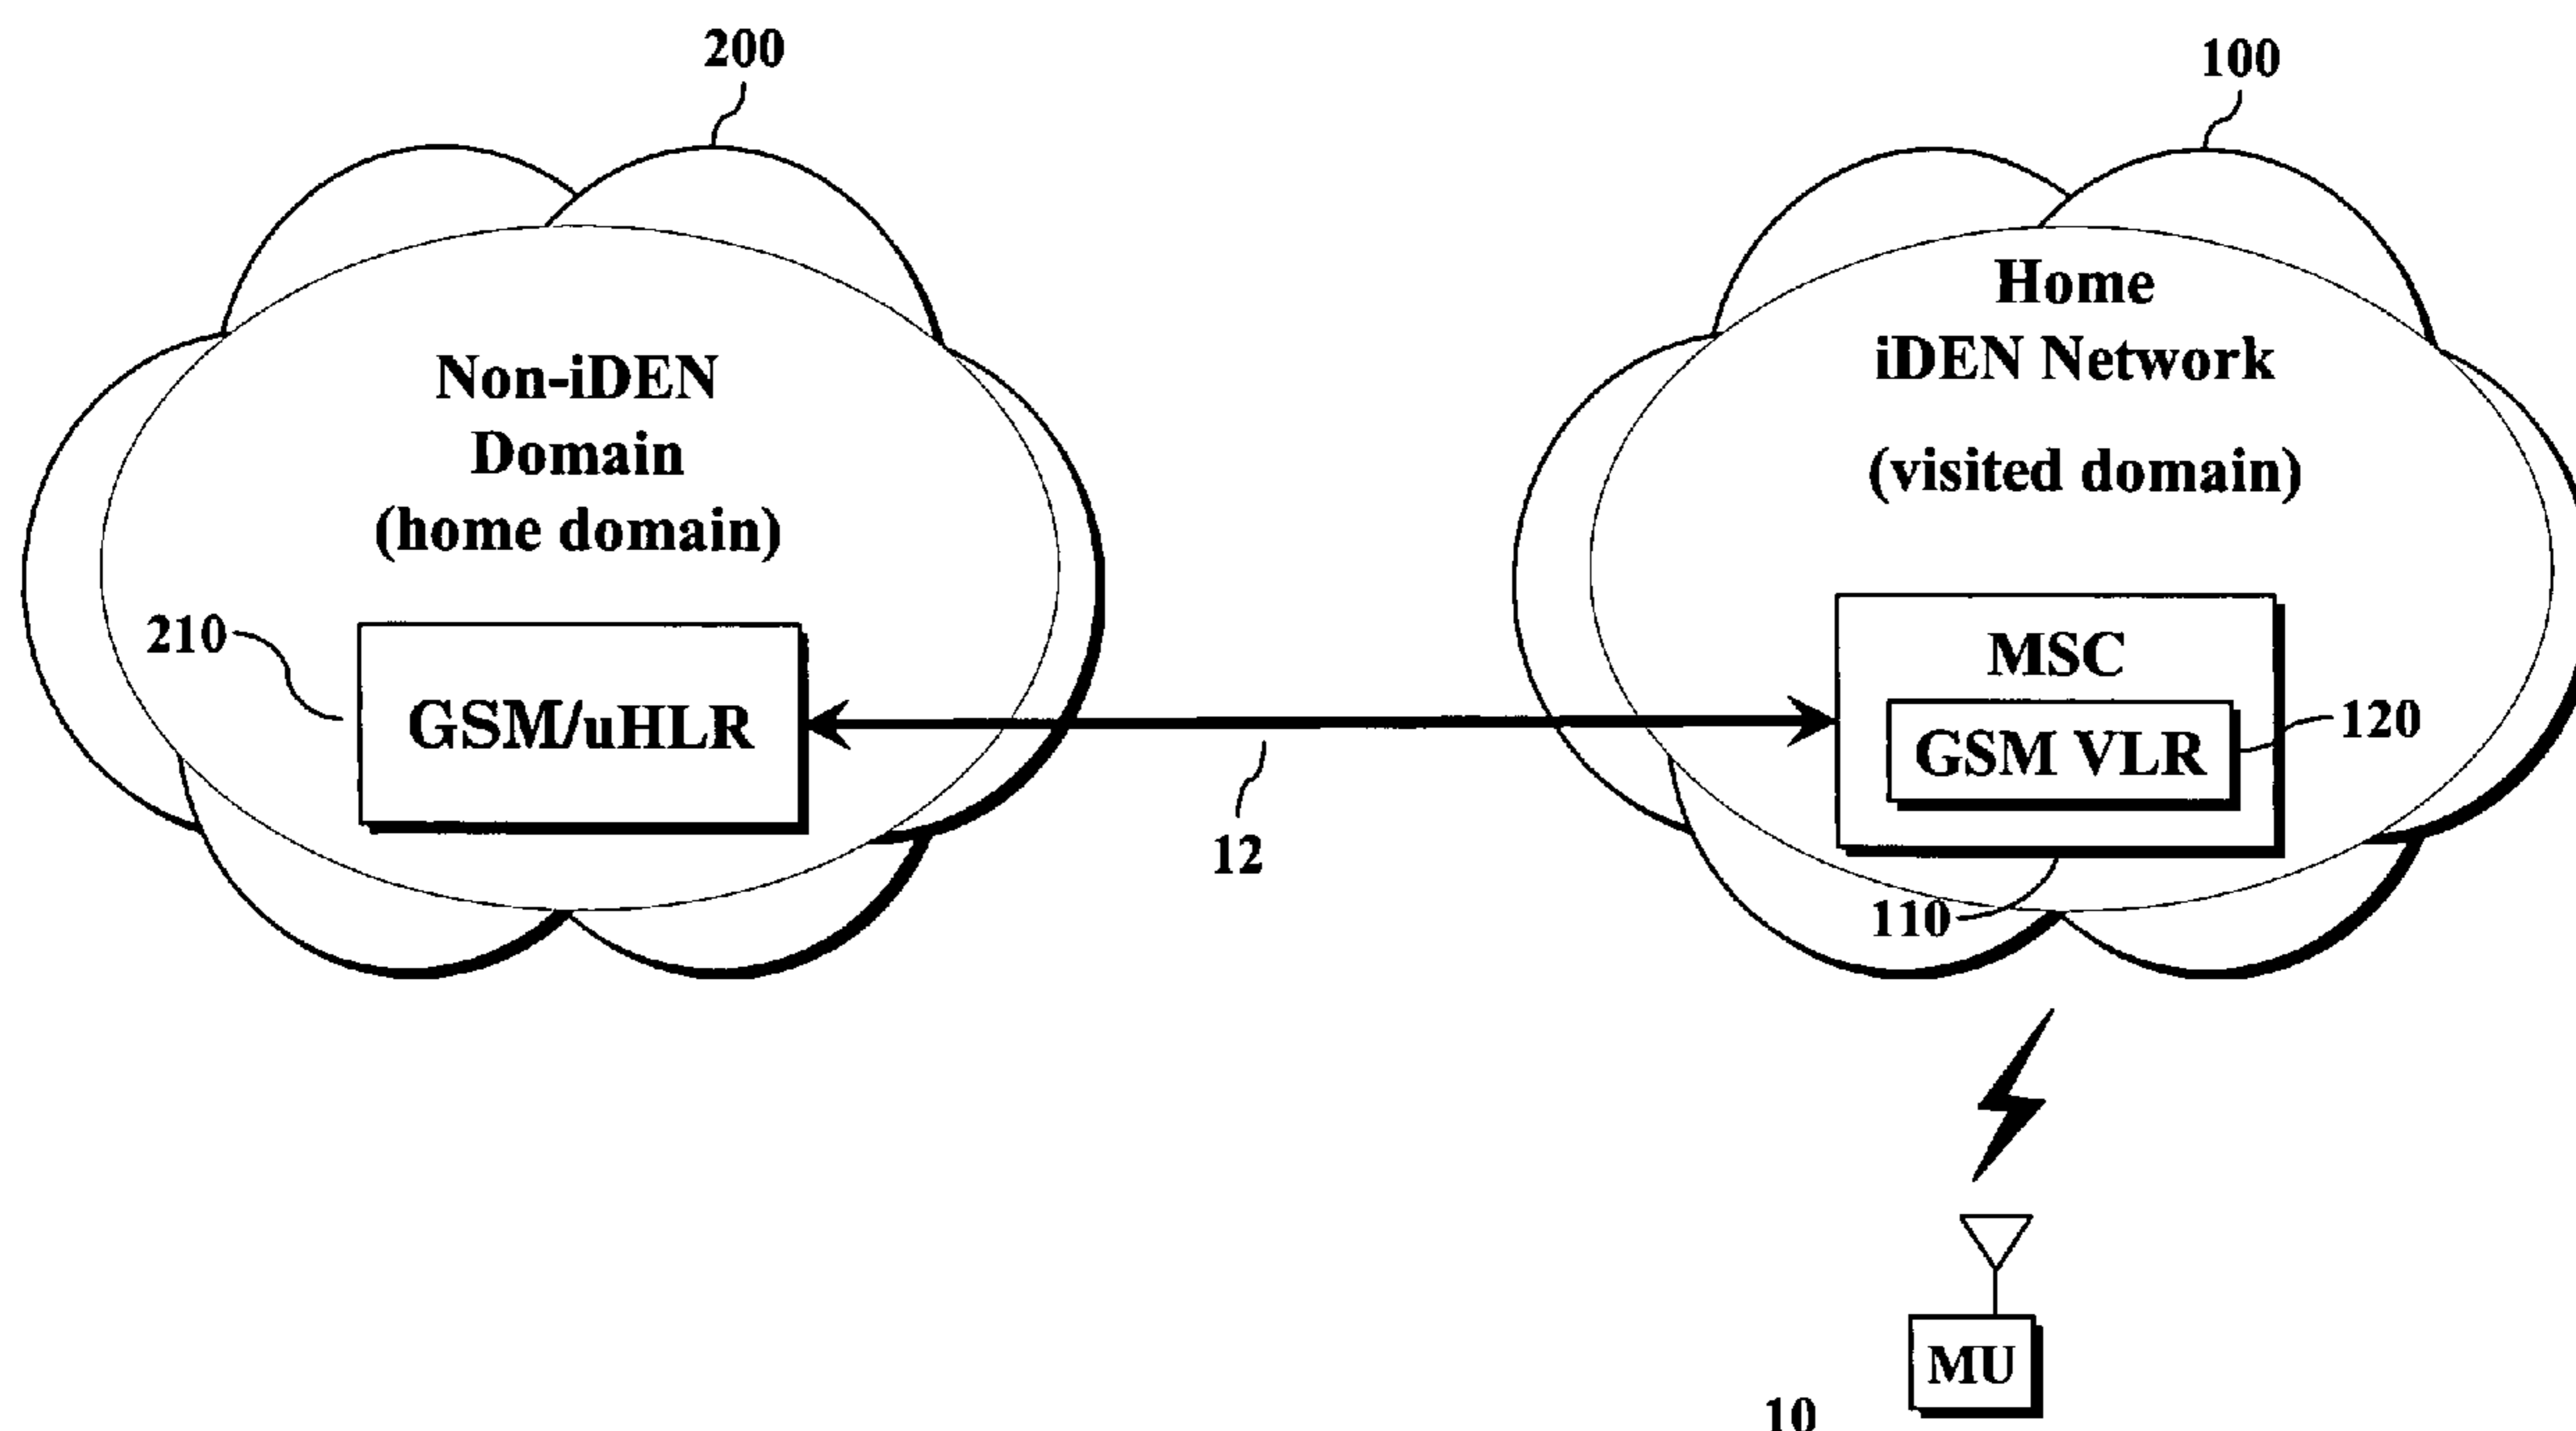 200
100
Non-iDEN
Domain
(home domain)
210
GSM/uHLR
12
Home
iDEN Network
(visited domain)
MSC
GSM VLR
120
110
MU
10